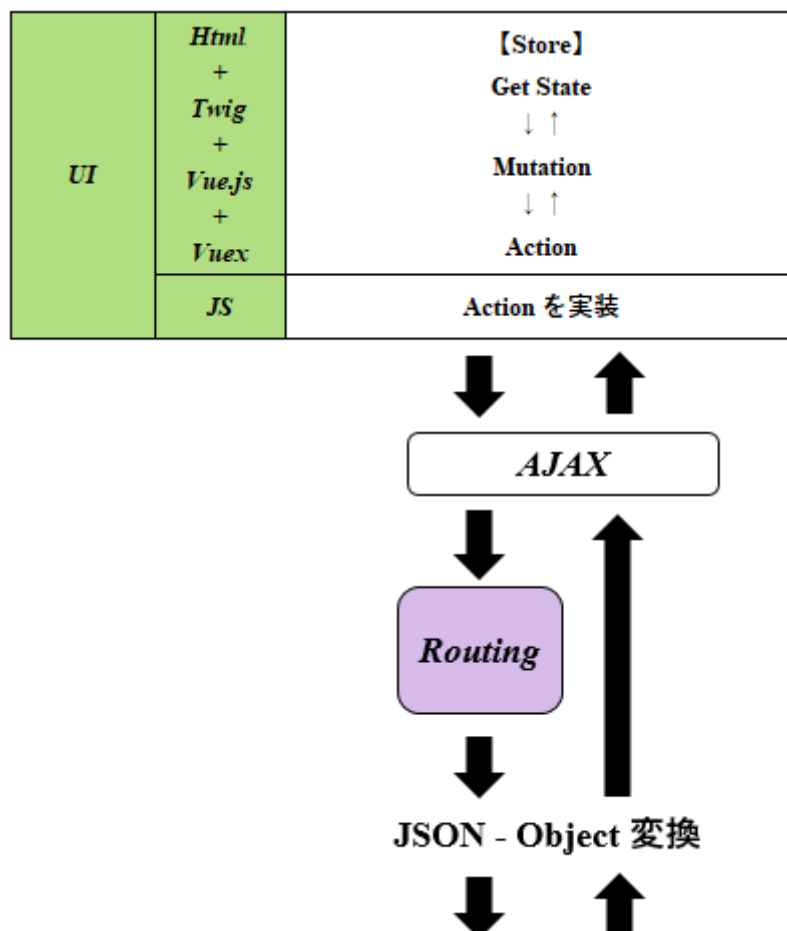 UI
Html
+
Twig
+
Vue.js
+
Vuex
【Store】
Get State
↓ ↑
Mutation
↓ ↑
Action
JS
Action を実装
AJAX
Routing
JSON - Object 変換